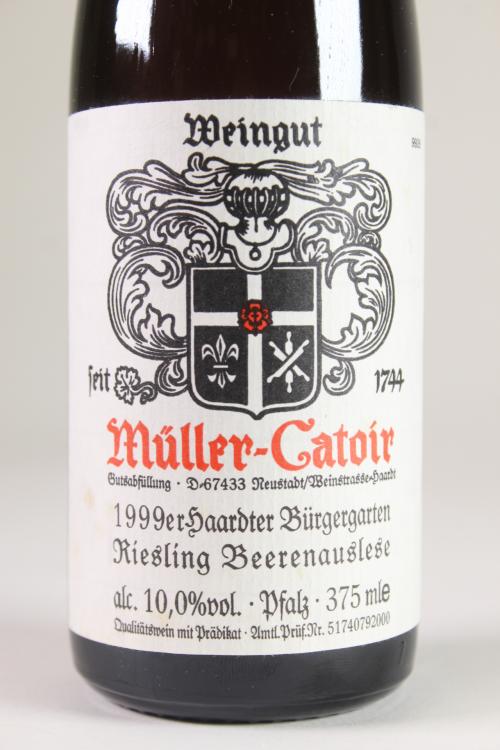 Weingut
seit 1744
Müller-Catoir
Gutsabfüllung · D-67433 Neustadt/Weinstrasse-Haardt
1999er Haardter Bürgergarten
Riesling Beerenauslese
alc. 10,0%vol. · Pfalz · 375 ml e
Qualitätswein mit Prädikat · Amtl. Prüf. Nr. 51740792000